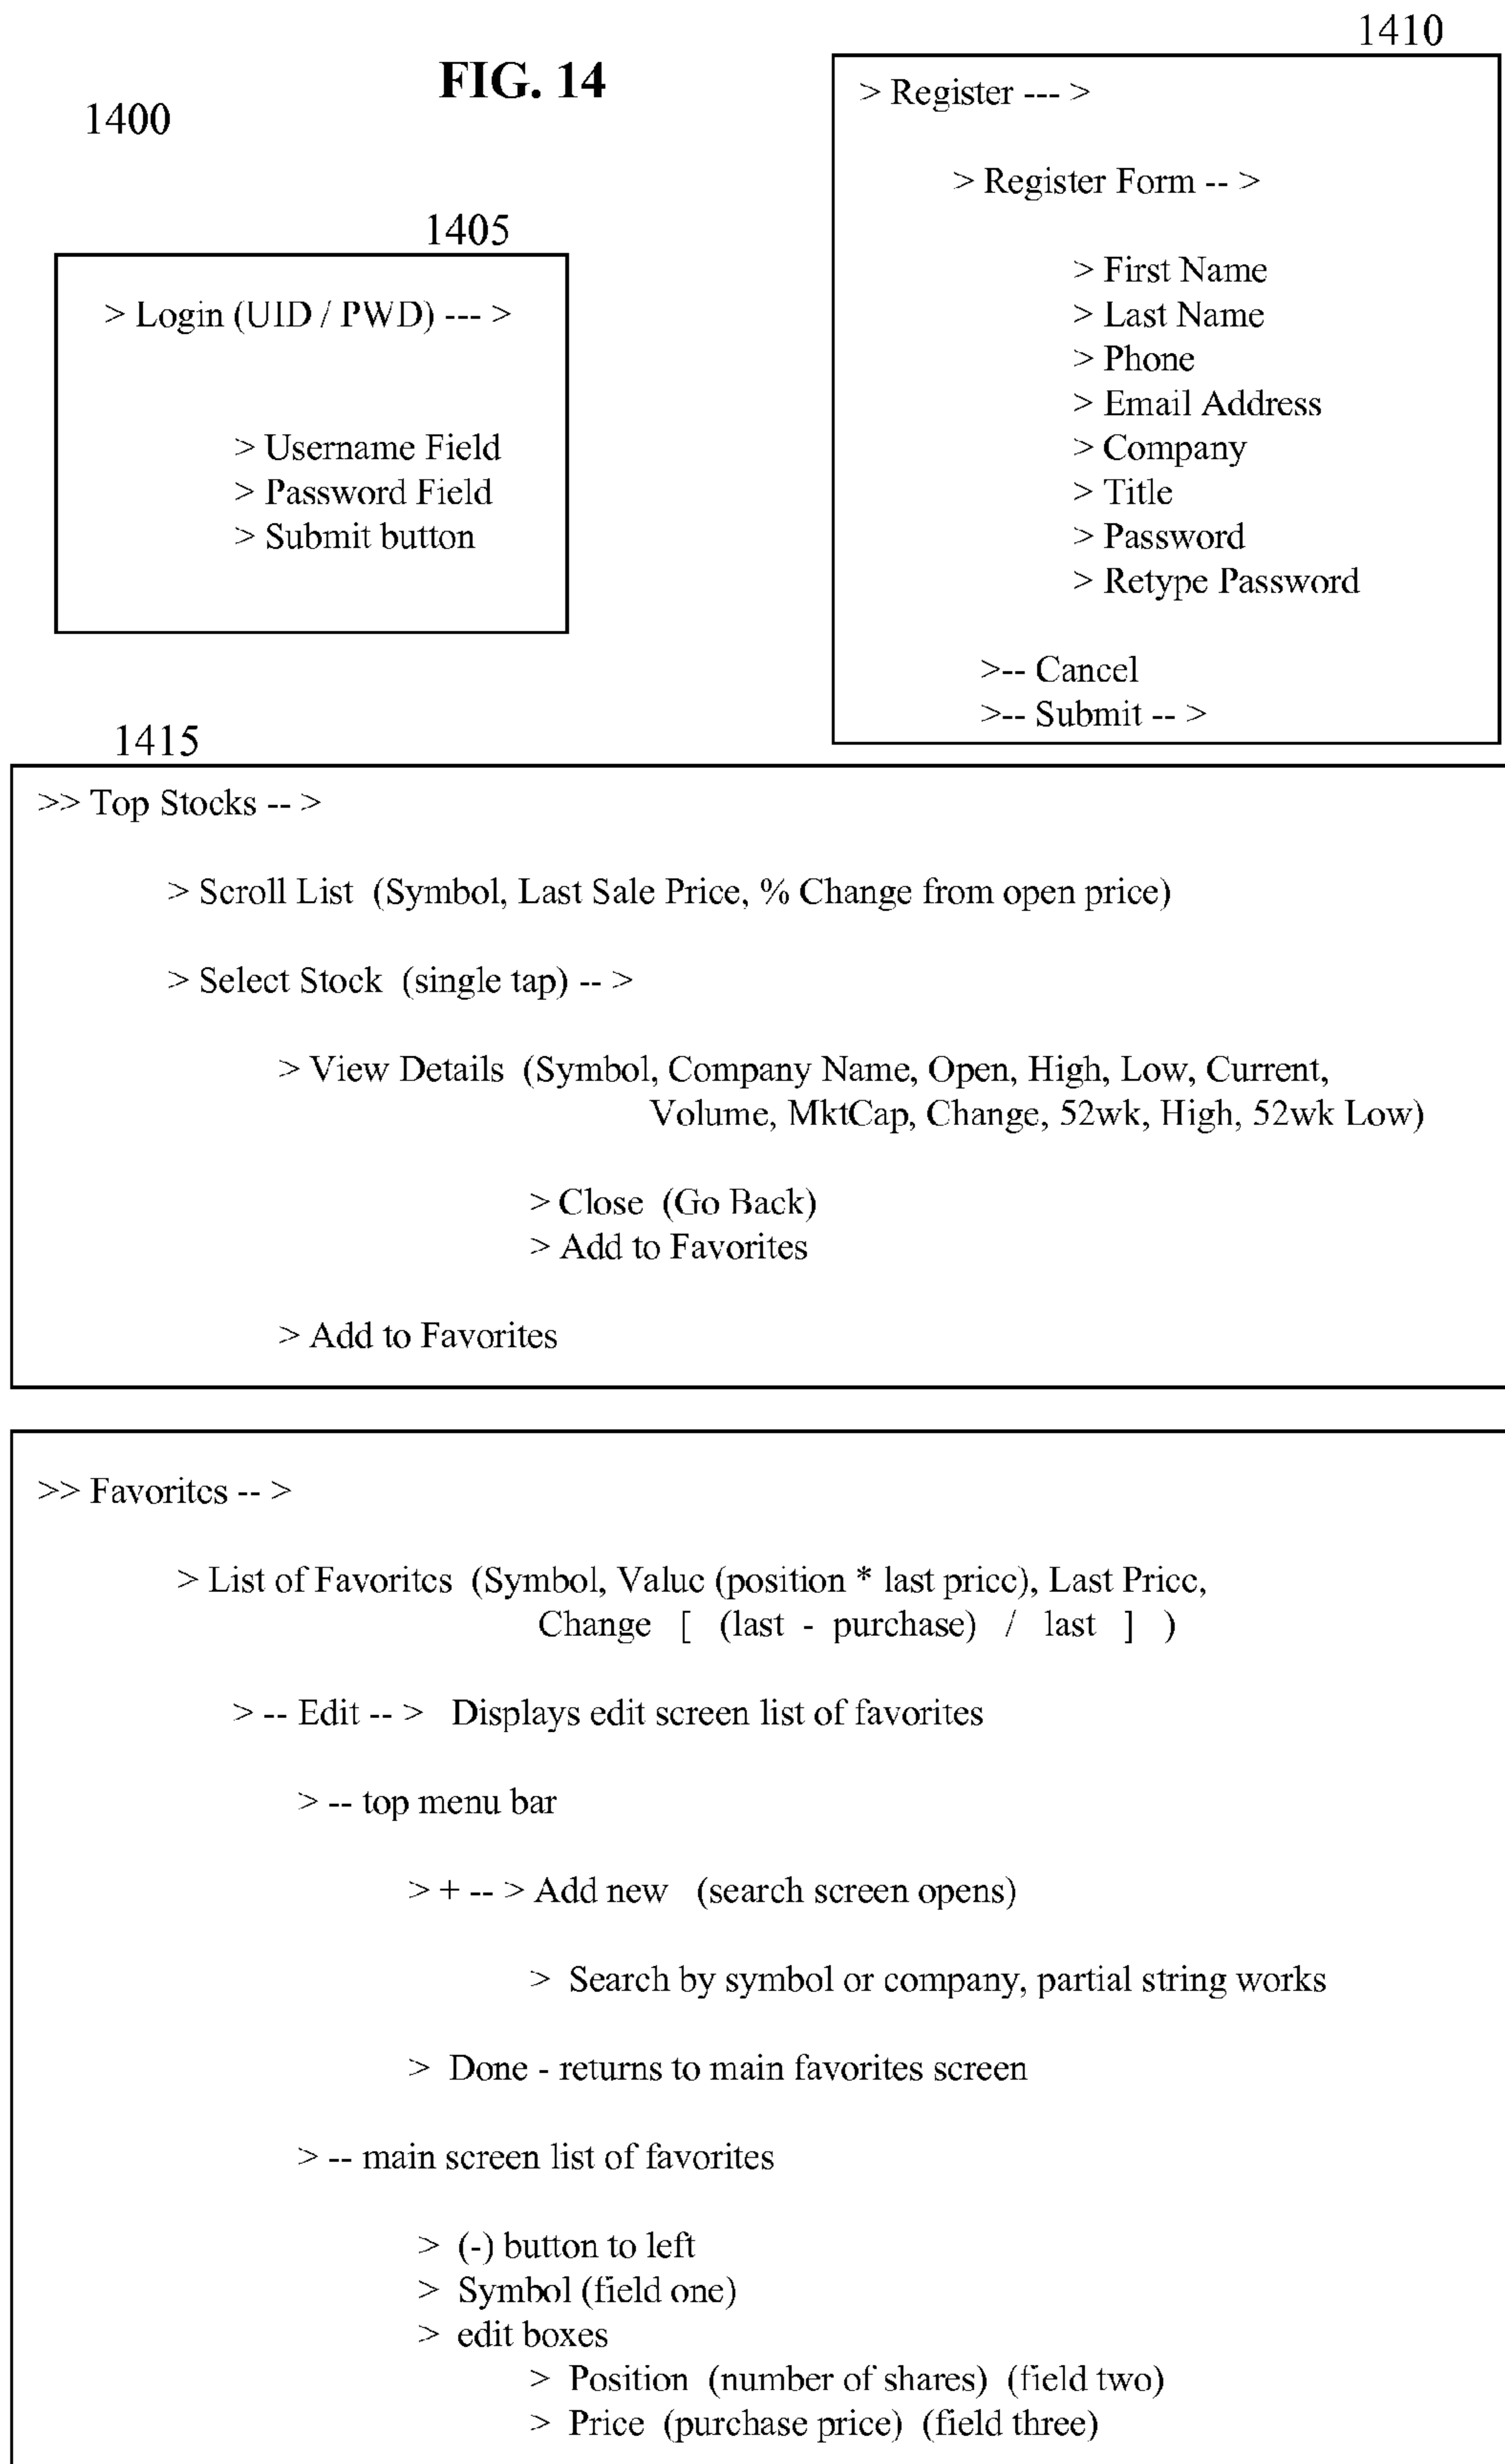 FIG. 14
1400
1405
> Login (UID / PWD) --- >
> Username Field
> Password Field
> Submit button
1410
> Register --- >
> Register Form -- >
> First Name
> Last Name
> Phone
> Email Address
> Company
> Title
> Password
> Retype Password
>-- Cancel
>-- Submit -- >
1415
>> Top Stocks -- >
> Scroll List (Symbol, Last Sale Price, % Change from open price)
> Select Stock (single tap) -- >
> View Details (Symbol, Company Name, Open, High, Low, Current,
Volume, MktCap, Change, 52wk, High, 52wk Low)
> Close (Go Back)
> Add to Favorites
> Add to Favorites
>> Favorites -- >
> List of Favorites (Symbol, Value (position * last price), Last Price,
Change [ (last - purchase) / last ] )
> -- Edit -- > Displays edit screen list of favorites
> -- top menu bar
> + -- > Add new (search screen opens)
> Search by symbol or company, partial string works
> Done - returns to main favorites screen
> -- main screen list of favorites
> (-) button to left
> Symbol (field one)
> edit boxes
> Position (number of shares) (field two)
> Price (purchase price) (field three)